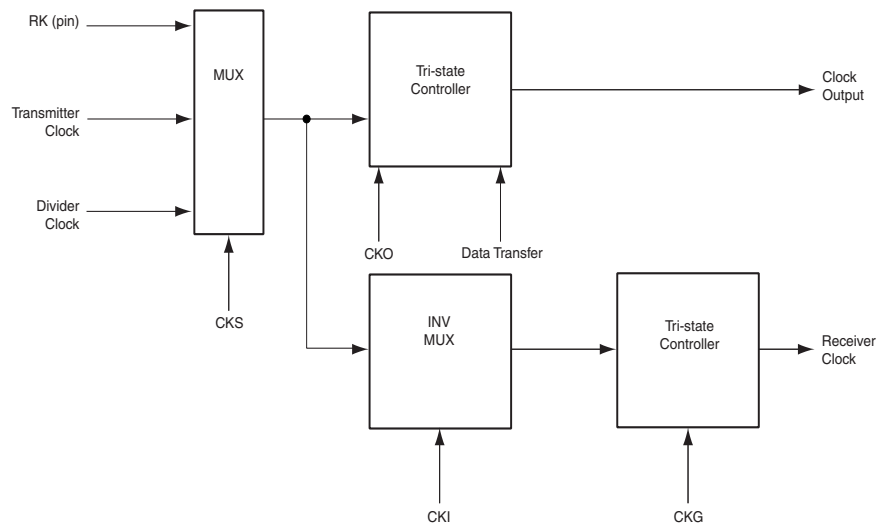 RK (pin)
MUX
Tri-state
Controller
Clock
Output
Transmitter
Clock
Divider
Clock
CKO
Data Transfer
CKS
INV
MUX
Tri-state
Controller
Receiver
Clock
CKI
CKG